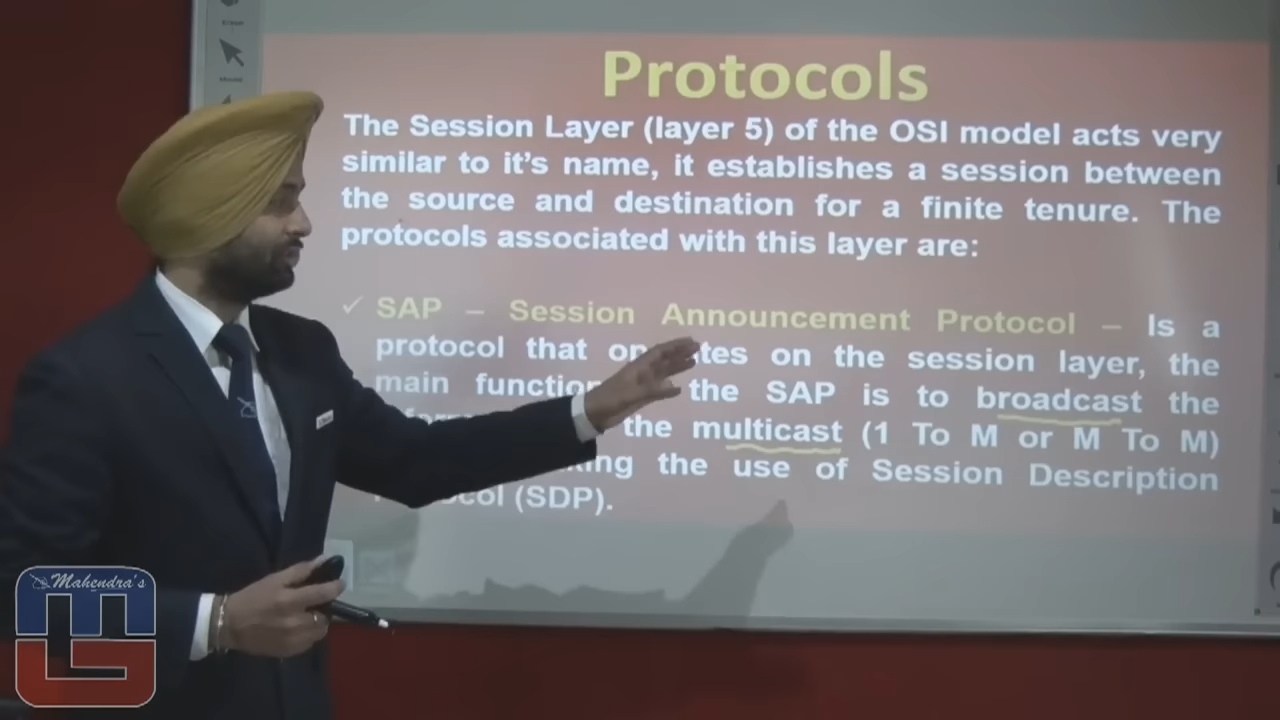 Protocols
The Session Layer (layer 5) of the OSI model acts very
similar to it's name, it establishes a session between
the source and destination for a finite tenure. The
protocols associated with this layer are:
✓ SAP – Session Announcement Protocol – Is a
protocol that op tes on the session layer, the
main function the SAP is to broadcast the
the multicast (1 To M or M To M)
king the use of Session Description
ocol (SDP).
Mahendra's